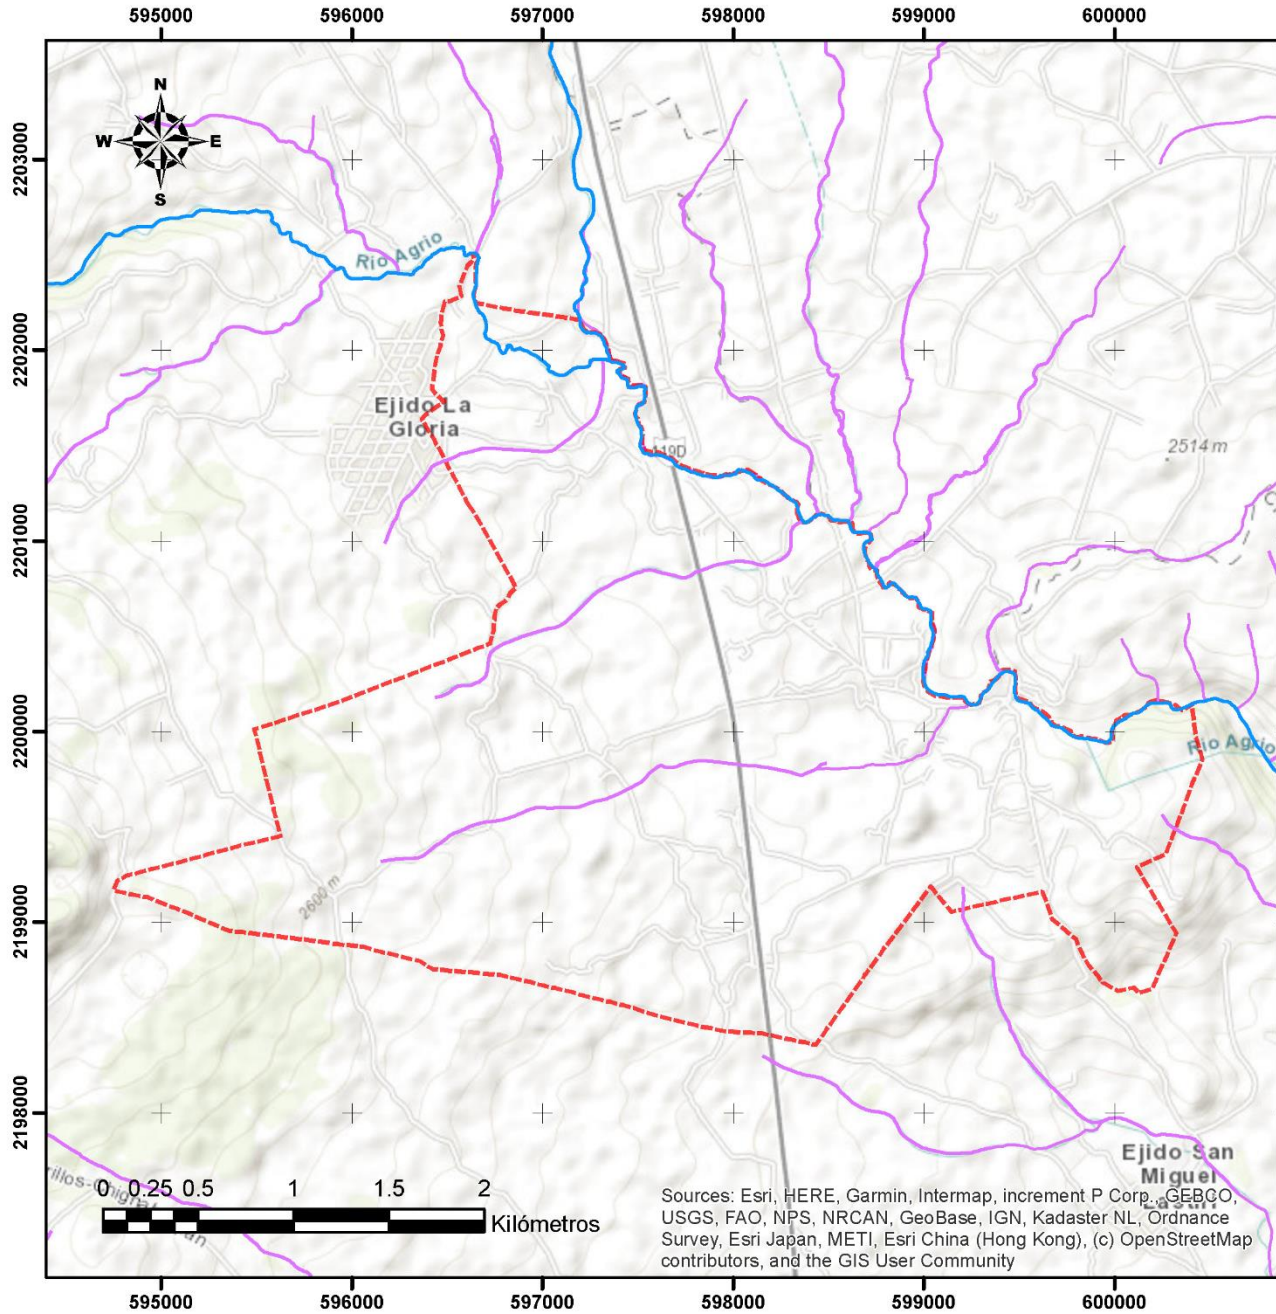 595000 596000 597000 598000 599000 600000
N
W E
S
2203000
Rio Agrio
2202000
Ejido La
Gloria
119D
2514 m
2201000
2200000
Rio Agrio
2600 m
2199000
2198000
Ejido San
Miguel
0 0.25 0.5 1 1.5 2
Kilómetros
Sources: Esri, HERE, Garmin, Intermap, increment P Corp., GEBCO,
USGS, FAO, NPS, NRCAN, GeoBase, IGN, Kadaster NL, Ordnance
Survey, Esri Japan, METI, Esri China (Hong Kong), (c) OpenStreetMap
contributors, and the GIS User Community
595000 596000 597000 598000 599000 600000